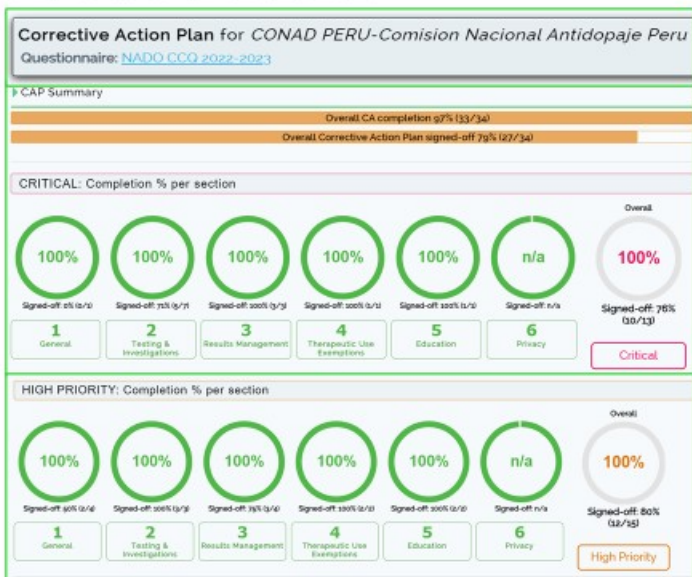 Corrective Action Plan for CONAD PERU-Comision Nacional Antidopaje Peru
Questionnaire: NADO CCQ 2022-2023
CAP Summary
Overall CA completion 97% (33/34)
Overall Corrective Action Plan signed-off 79% (27/34)
CRITICAL: Completion % per section
Overall
100% 100% 100% 100% 100% n/a 100%
Signed-off: 0% (0/1) Signed-off: 71% (5/7) Signed-off: 100% (3/3) Signed-off: 100% (1/1) Signed-off: 100% (1/1) Signed-off: n/a Signed-off: 76% (10/13)
1 General
2 Testing & Investigations
3 Results Management
4 Therapeutic Use Exemptions
5 Education
6 Privacy
Critical
HIGH PRIORITY: Completion % per section
Overall
100% 100% 100% 100% 100% n/a 100%
Signed-off: 50% (2/4) Signed-off: 100% (3/3) Signed-off: 75% (3/4) Signed-off: 100% (2/2) Signed-off: 100% (2/2) Signed-off: n/a Signed-off: 80% (12/15)
1 General
2 Testing & Investigations
3 Results Management
4 Therapeutic Use Exemptions
5 Education
6 Privacy
High Priority